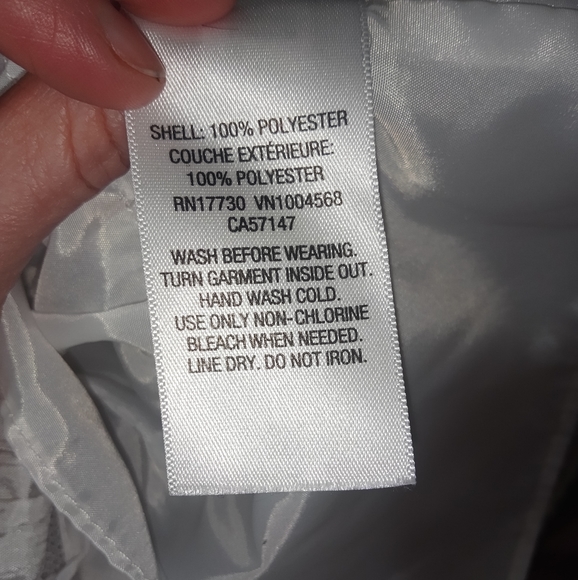 SHELL: 100% POLYESTER
COUCHE EXTÉRIEURE:
100% POLYESTER
RN17730 VN1004568
CA57147
WASH BEFORE WEARING.
TURN GARMENT INSIDE OUT.
HAND WASH COLD.
USE ONLY NON-CHLORINE
BLEACH WHEN NEEDED.
LINE DRY. DO NOT IRON.